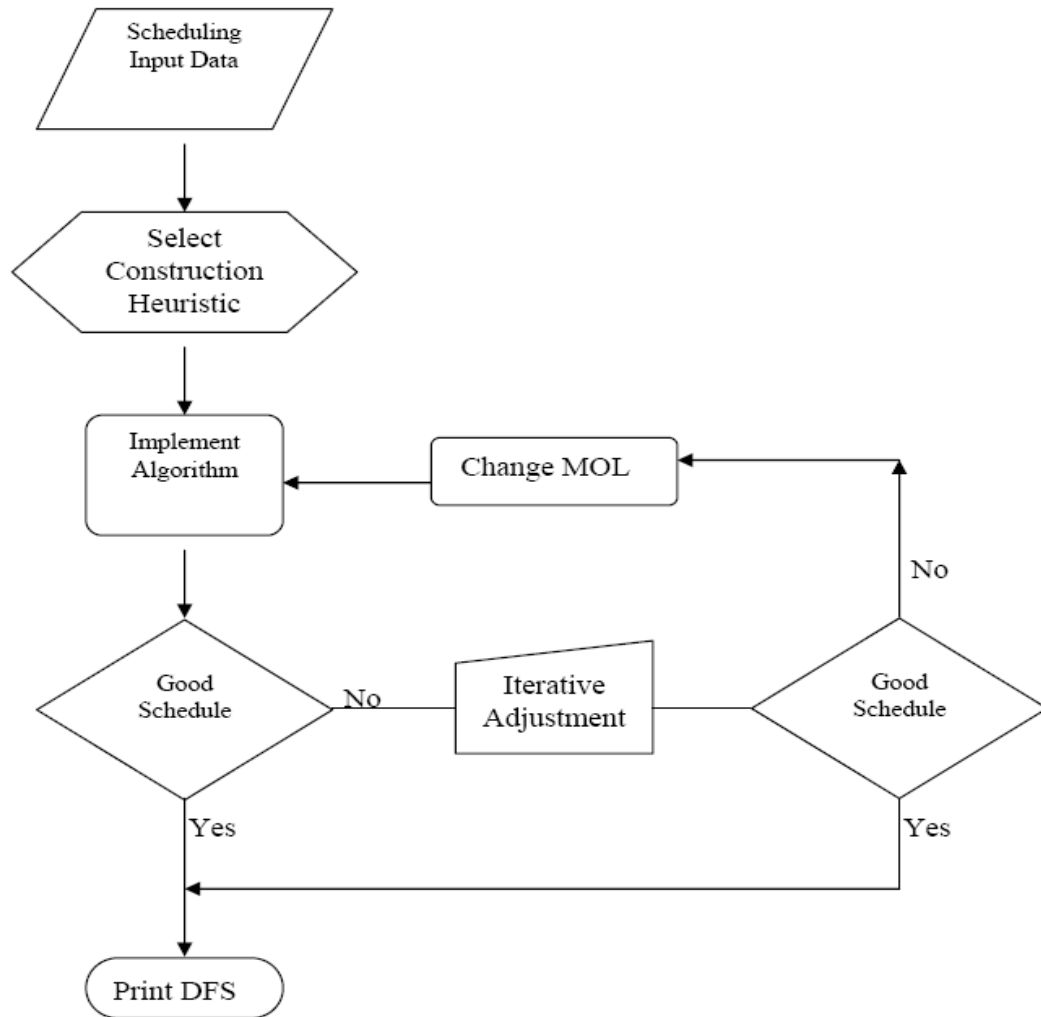 Scheduling
Input Data
Select
Construction
Heuristic
Implement
Algorithm
Change MOL
No
Good
Schedule
No
Iterative
Adjustment
Good
Schedule
Yes
Yes
Print DFS